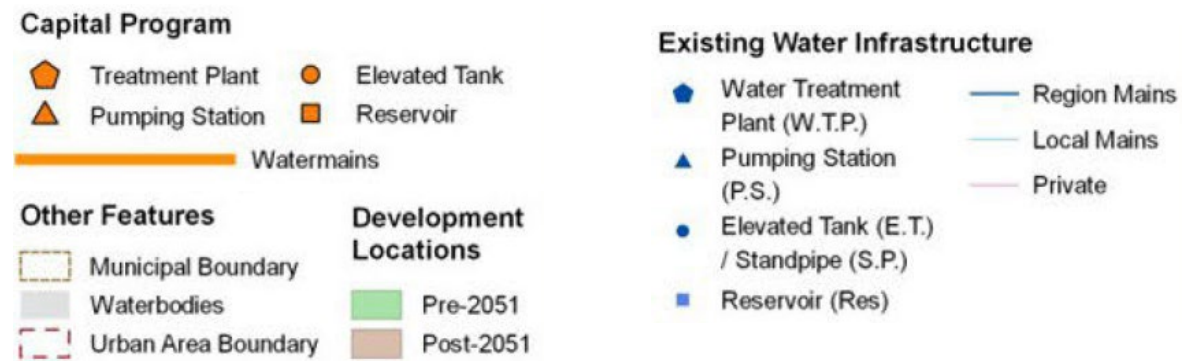 Capital Program
Treatment Plant
Elevated Tank
Pumping Station
Reservoir
Watermains
Other Features
Municipal Boundary
Waterbodies
Urban Area Boundary
Development
Locations
Pre-2051
Post-2051
Existing Water Infrastructure
Water Treatment
Plant (W.T.P.)
Pumping Station
(P.S.)
Elevated Tank (E.T.)
/ Standpipe (S.P.)
Reservoir (Res)
Region Mains
Local Mains
Private